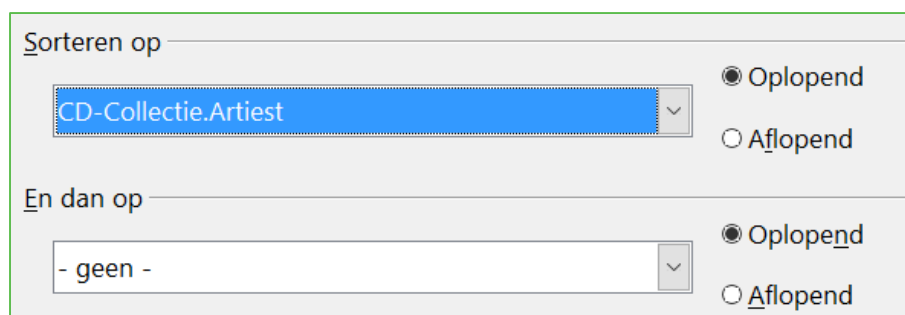 Sorteren op
CD-Collectie.Artiest
Oplopend
Aflopend
En dan op
- geen -
Oplopend
Aflopend